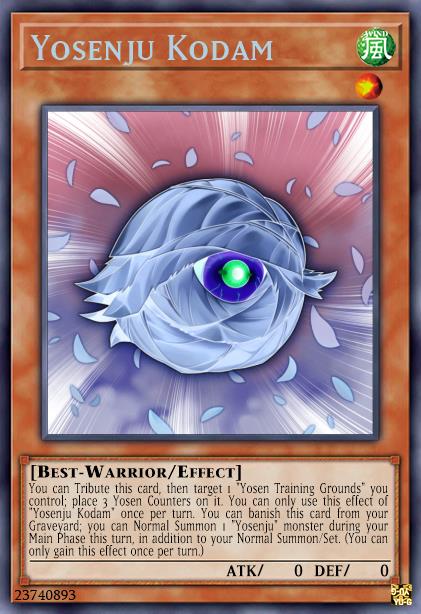 YOSENJU KODAM
WIND
風
[BEST-WARRIOR/EFFECT]
You can Tribute this card, then target 1 "Yosen Training Grounds" you
control; place 3 Yosen Counters on it. You can only use this effect of
"Yosenju Kodam" once per turn. You can banish this card from your
Graveyard; you can Normal Summon 1 "Yosenju" monster during your
Main Phase this turn, in addition to your Normal Summon/Set. (You can
only gain this effect once per turn.)
ATK/ 0 DEF/ 0
23740893